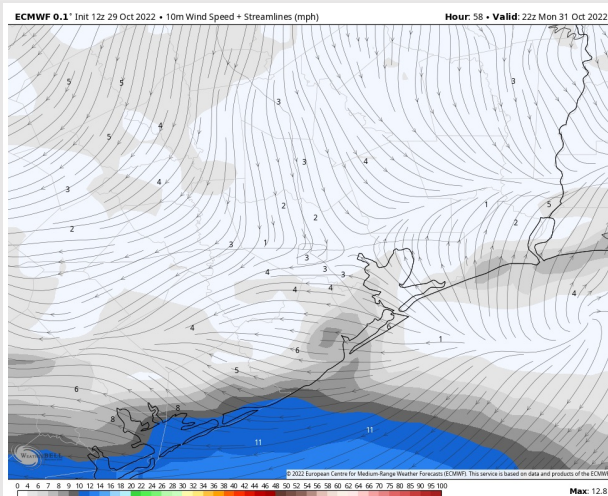 ECMWF 0.1° Init 12z 29 Oct 2022 • 10m Wind Speed + Streamlines (mph) Hour: 58 • Valid: 22z Mon 31 Oct 2022
5 5 3 3
4
5
3 4
3 4
2 1 5
2 2 2
3 1
3
4 3 3
4 4 4
4 6
1
6
5
6
8 8
11
11
WeatherBELL
© 2022 European Centre for Medium-Range Weather Forecasts (ECMWF). This service is based on data and products of the ECMWF
4 6 7 8 9 10 12 14 16 18 20 22 24 26 28 30 32 34 36 38 40 42 44 46 48 50 52 54 56 58 60 62 64 66 70 75 80 85 90 95 100
Max: 12.8